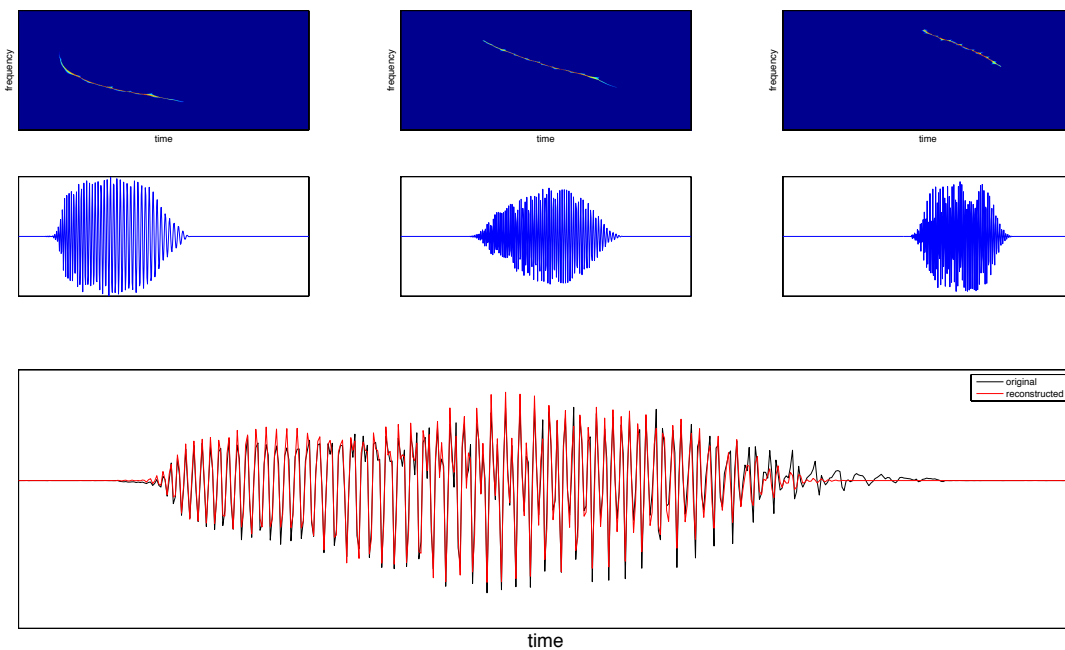 frequency
time
frequency
time
frequency
time
original
reconstructed
time